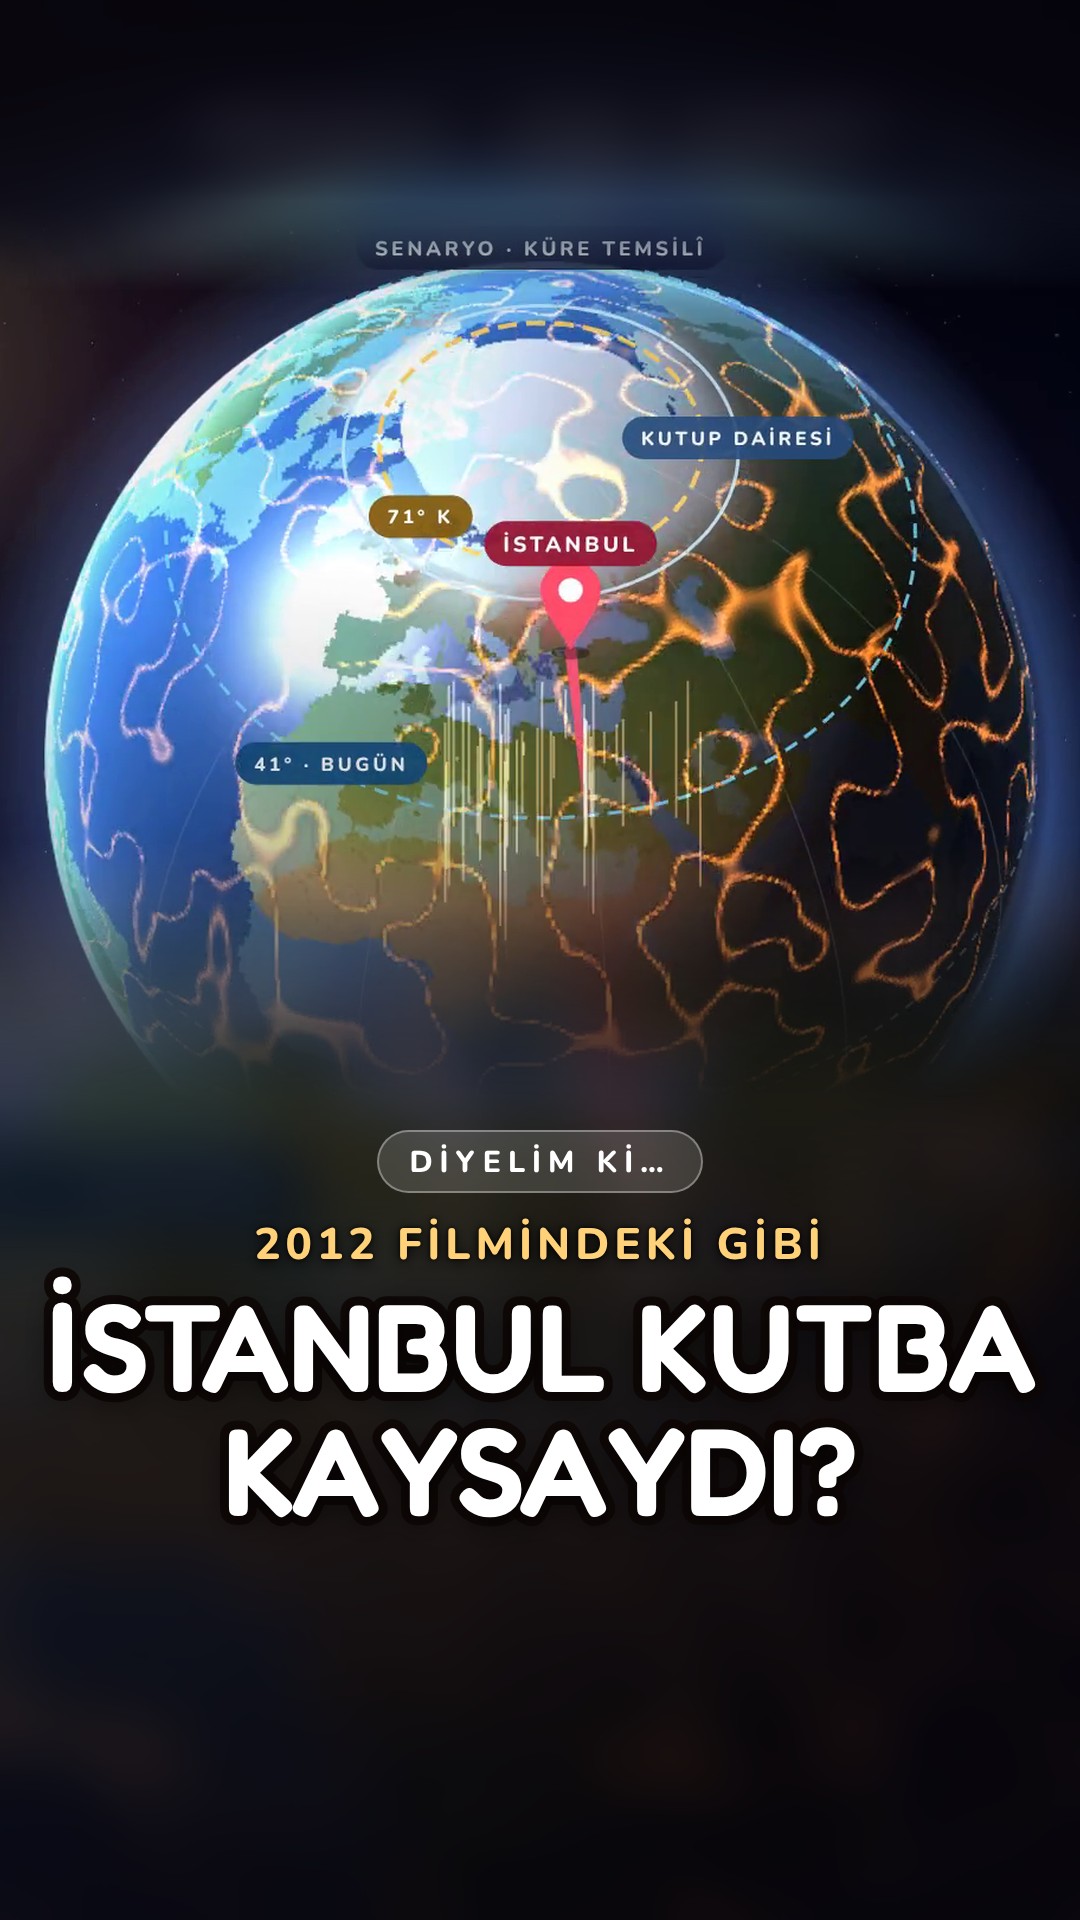 SENARYO · KÜRE TEMSİLÎ
KUTUP DAİRESİ
71° K
İSTANBUL
41° · BUGÜN
DİYELİM Kİ…
2012 FİLMİNDEKİ GİBİ
İSTANBUL KUTBA
KAYSAYDI?